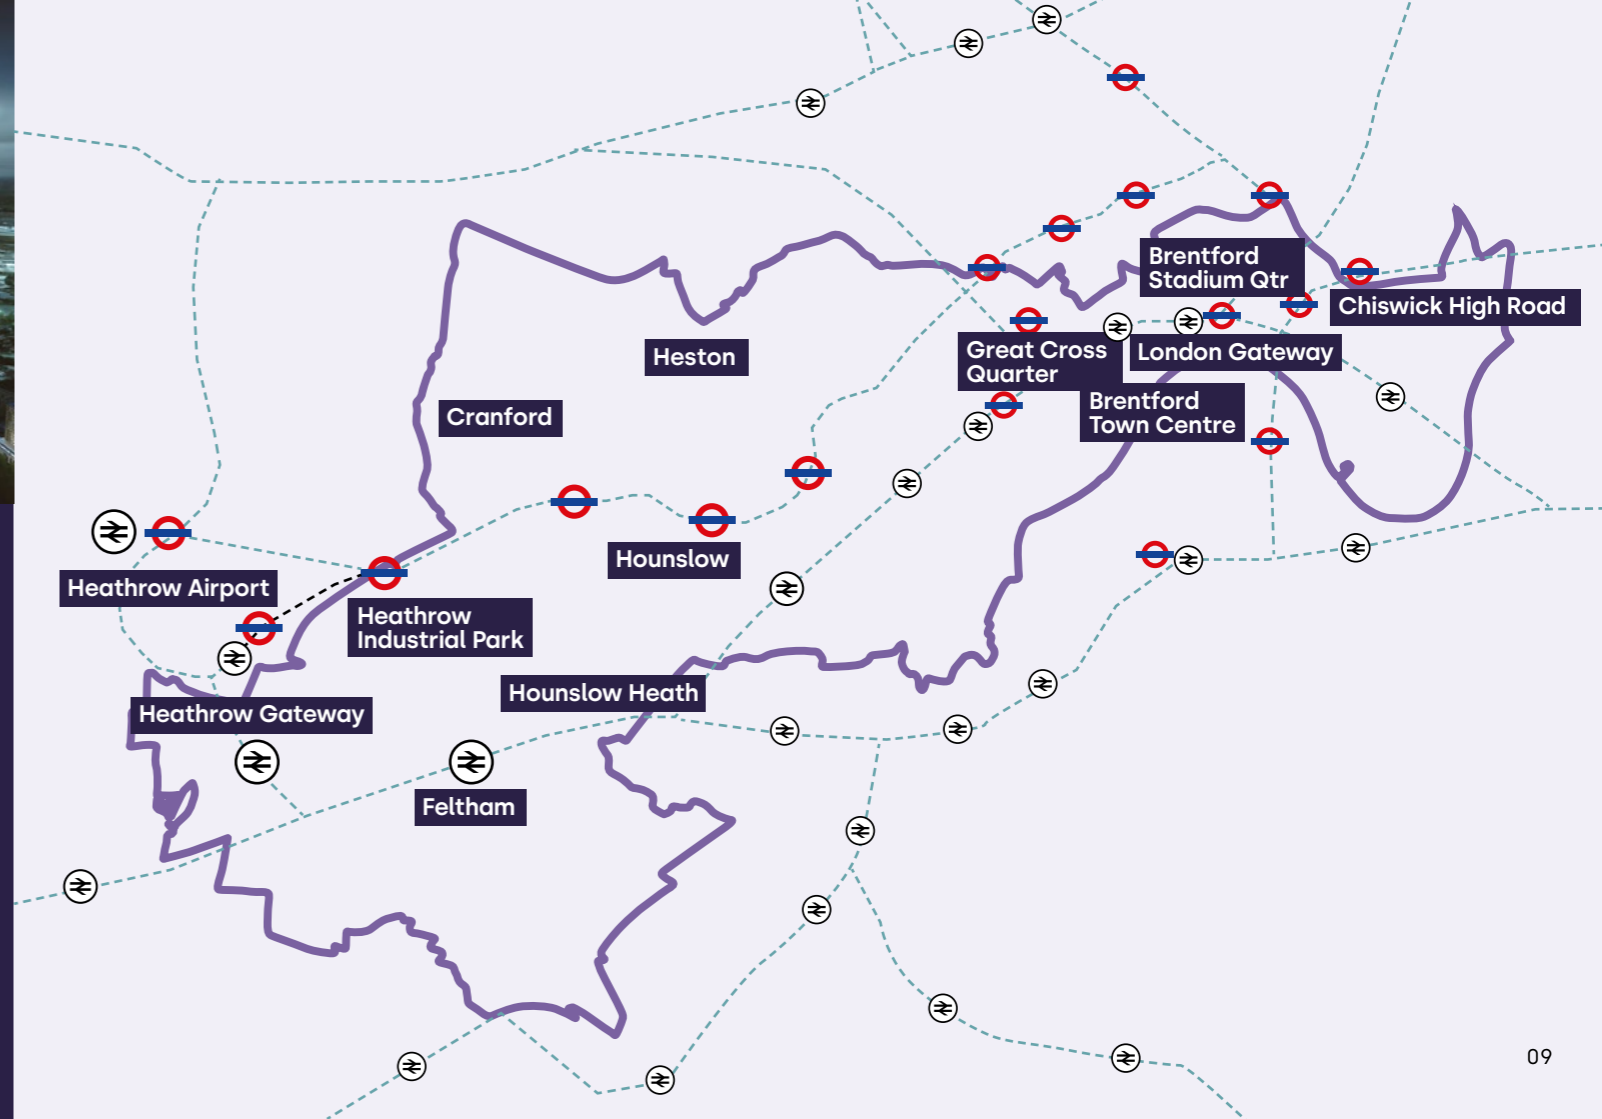 Brentford
Stadium Qtr
Chiswick High Road
Great Cross
Quarter
London Gateway
Heston
Brentford
Town Centre
Cranford
Hounslow
Heathrow Airport
Heathrow
Industrial Park
Hounslow Heath
Heathrow Gateway
Feltham
09